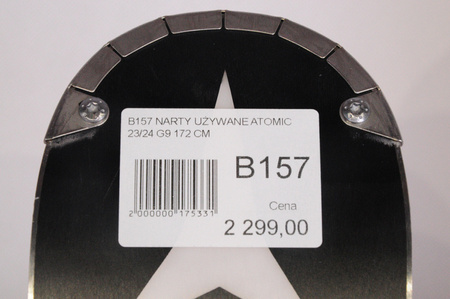 B157 NARTY UŻYWANE ATOMIC
23/24 G9 172 CM
B157
2 000000 175331
Cena
2 299,00